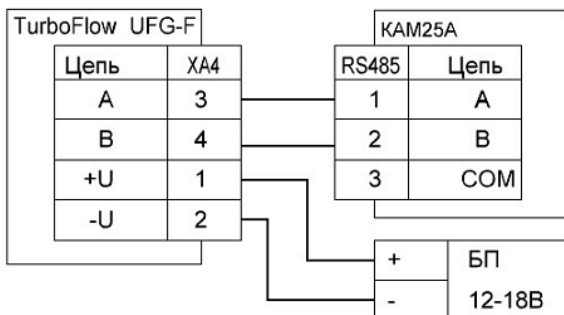 TurboFlow UFG-F
Цепь XA4
A 3
B 4
+U 1
-U 2
КАМ25А
RS485 Цепь
1 A
2 B
3 COM
+ БП
- 12-18В